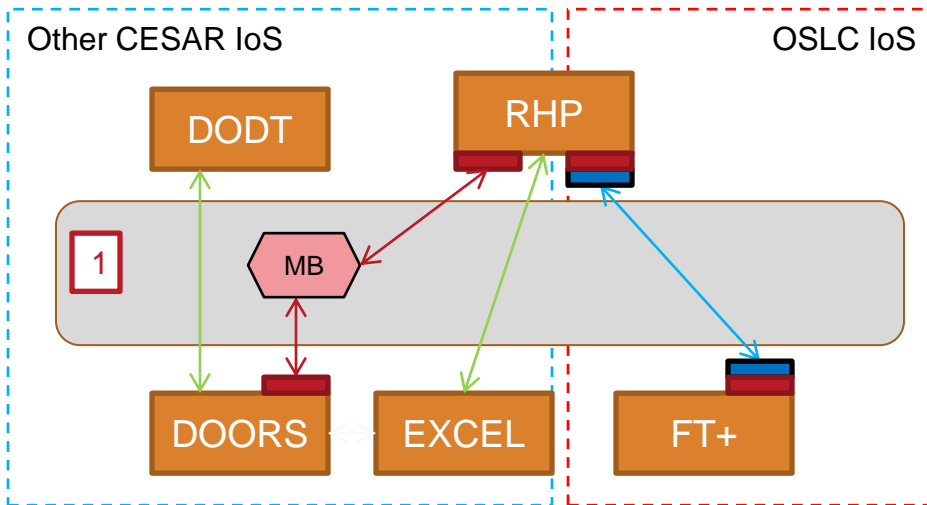 Other CESAR IoS
OSLC IoS
RHP
DODT
1
MB
DOORS
EXCEL
FT+